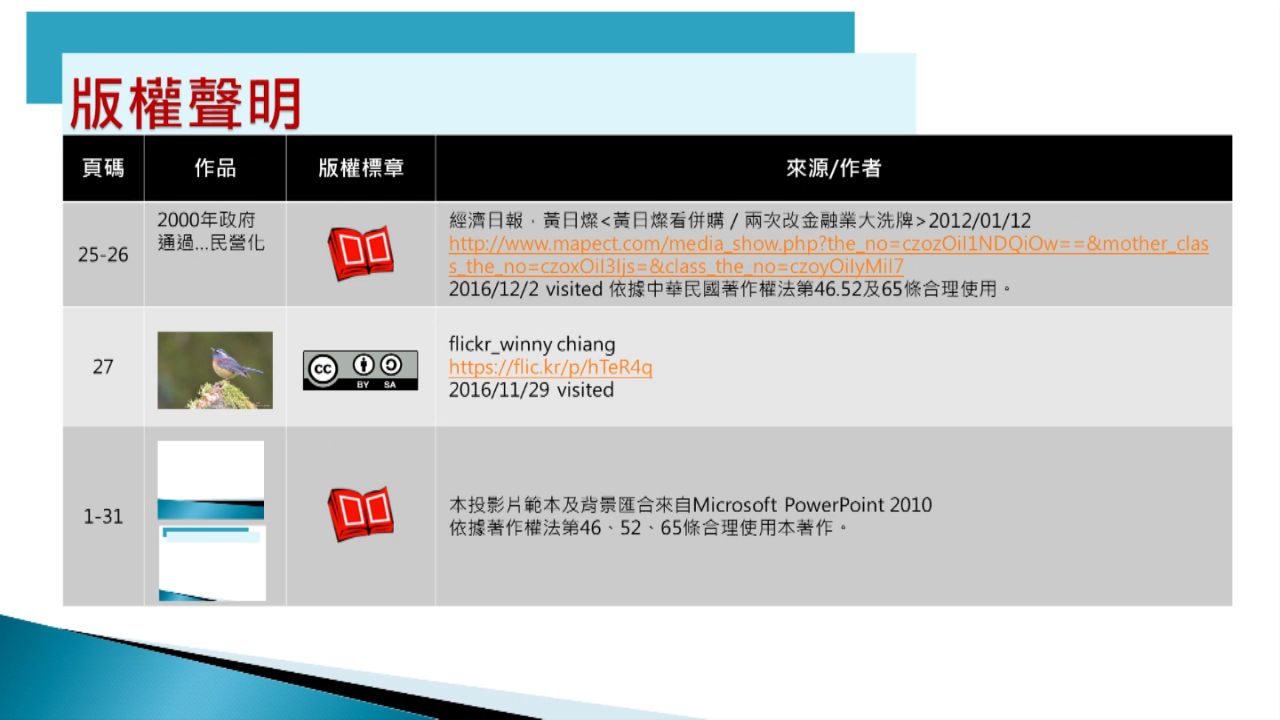 版權聲明
頁碼 作品 版權標章 來源/作者
25-26
2000年政府
通過...民營化
經濟日報，黃日燦<黃日燦看併購／兩次改金融業大洗牌>2012/01/12
http://www.mapect.com/media_show.php?the_no=czozOiI1NDQiOw==&mother_clas
s_the_no=czoxOiI3Ijs=&class_the_no=czoyOiIyMiI7
2016/12/2 visited 依據中華民國著作權法第46.52及65條合理使用。
27
CC BY SA
flickr_winny chiang
https://flic.kr/p/hTeR4q
2016/11/29 visited
1-31
本投影片範本及背景匯合來自Microsoft PowerPoint 2010
依據著作權法第46、52、65條合理使用本著作。